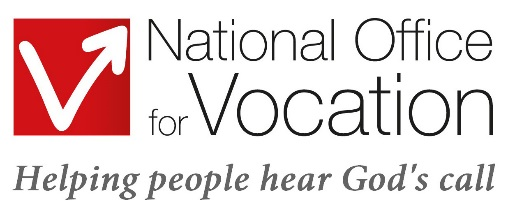 National Office
for Vocation
Helping people hear God's call